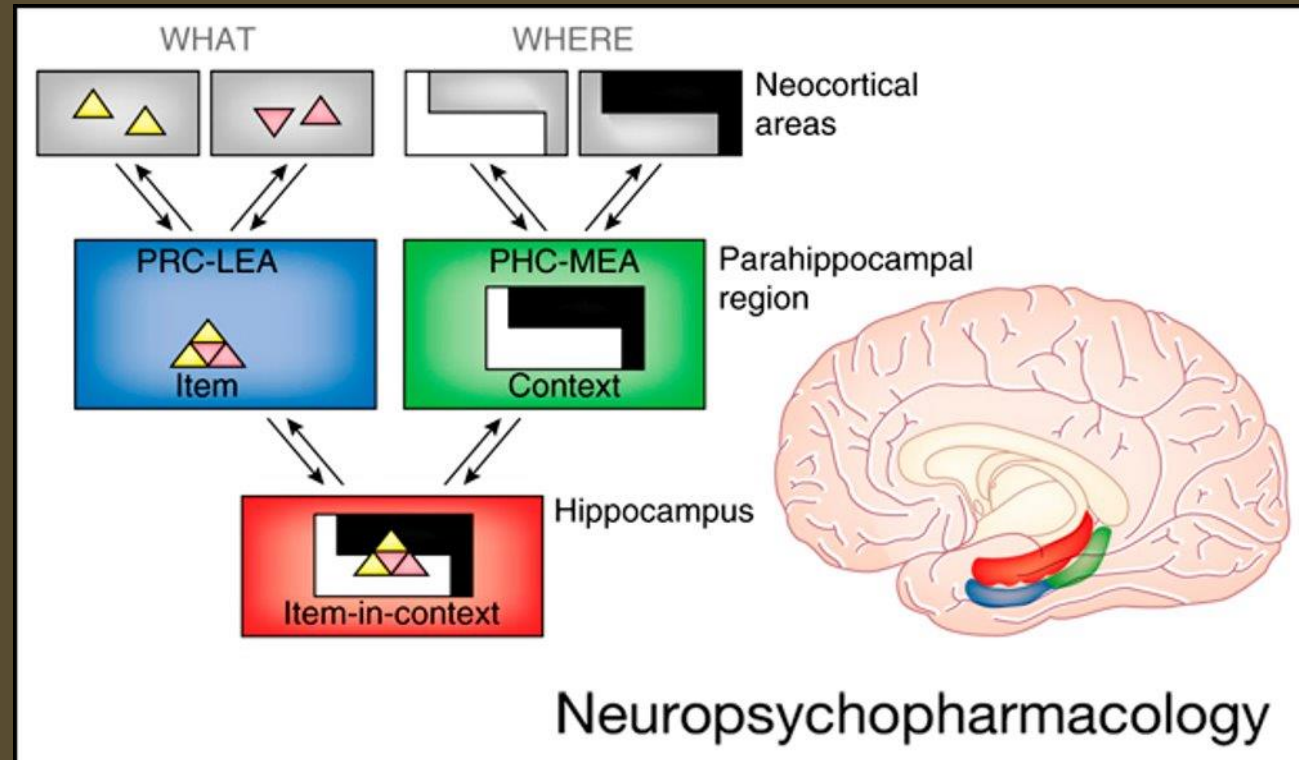 WHAT
WHERE
Neocortical
areas
PRC-LEA
Item
PHC-MEA
Context
Parahippocampal
region
Hippocampus
Item-in-context
Neuropsychopharmacology